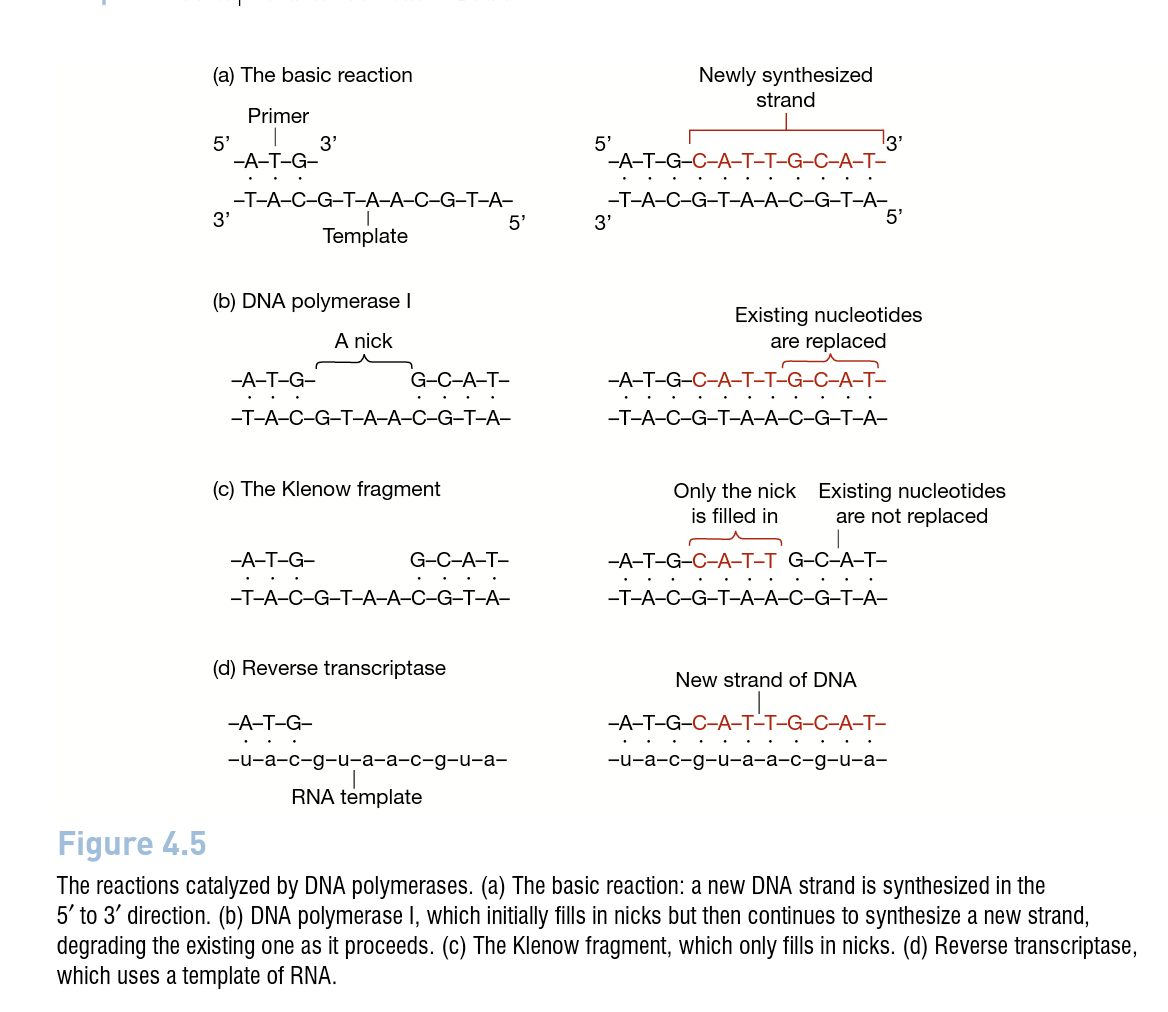 (a) The basic reaction
Newly synthesized
strand
Primer
5’ 3’
–A–T–G–
–T–A–C–G–T–A–A–C–G–T–A–
3’ 5’
Template
5’ 3’
–A–T–G–C–A–T–T–G–C–A–T–
–T–A–C–G–T–A–A–C–G–T–A–
3’ 5’
(b) DNA polymerase I
A nick
Existing nucleotides
are replaced
–A–T–G– G–C–A–T–
–T–A–C–G–T–A–A–C–G–T–A–
–A–T–G–C–A–T–T–G–C–A–T–
–T–A–C–G–T–A–A–C–G–T–A–
(c) The Klenow fragment
Only the nick
is filled in
Existing nucleotides
are not replaced
–A–T–G– G–C–A–T–
–T–A–C–G–T–A–A–C–G–T–A–
–A–T–G–C–A–T–T G–C–A–T–
–T–A–C–G–T–A–A–C–G–T–A–
(d) Reverse transcriptase
New strand of DNA
–A–T–G–
–u–a–c–g–u–a–a–c–g–u–a–
RNA template
–A–T–G–C–A–T–T–G–C–A–T–
–u–a–c–g–u–a–a–c–g–u–a–
Figure 4.5
The reactions catalyzed by DNA polymerases. (a) The basic reaction: a new DNA strand is synthesized in the
5′ to 3′ direction. (b) DNA polymerase I, which initially fills in nicks but then continues to synthesize a new strand,
degrading the existing one as it proceeds. (c) The Klenow fragment, which only fills in nicks. (d) Reverse transcriptase,
which uses a template of RNA.